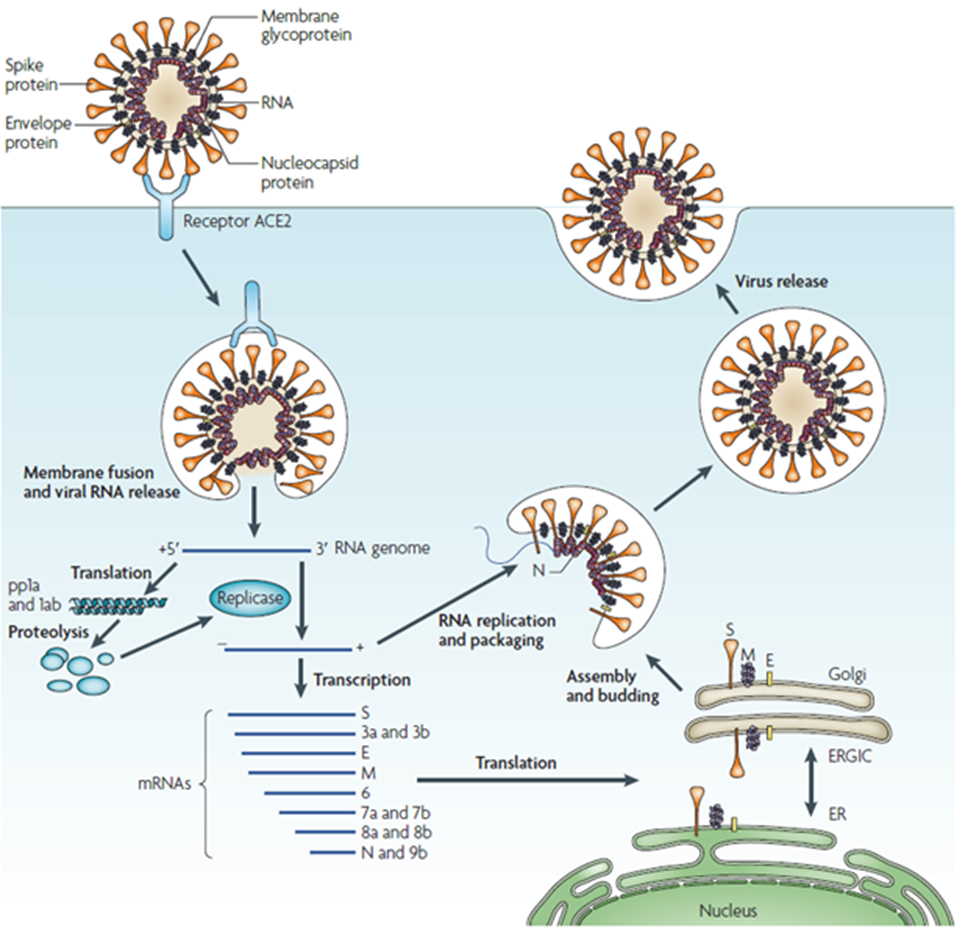 Membrane
glycoprotein
Spike
protein
RNA
Envelope
protein
Nucleocapsid
protein
Receptor ACE2
Virus release
Membrane fusion
and viral RNA release
+5′
3′ RNA genome
Translation
pp1a
and 1ab
Replicase
Proteolysis
N
RNA replication
and packaging
−
+
Transcription
Assembly
and budding
S
M
E
Golgi
mRNAs
S
3a and 3b
E
M
6
7a and 7b
8a and 8b
N and 9b
Translation
ERGIC
ER
Nucleus